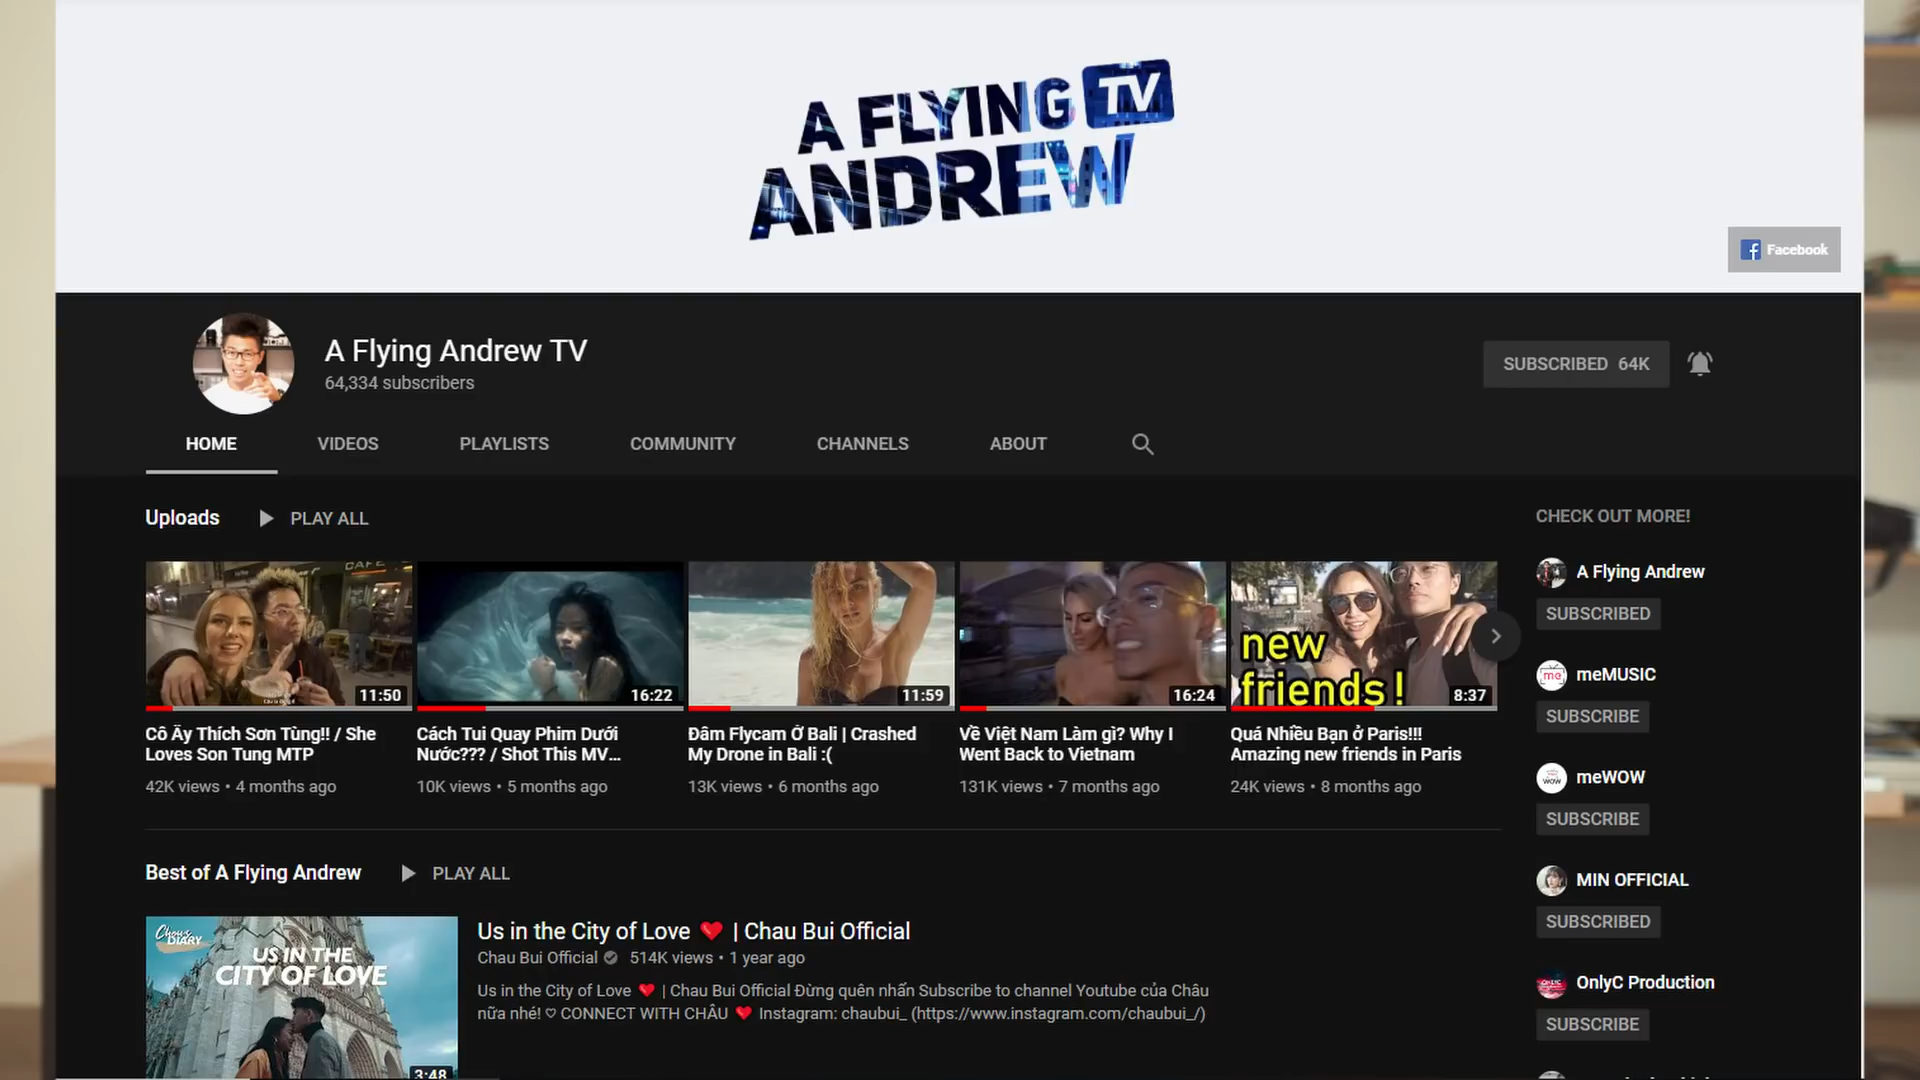 A FLYING TV
ANDREW
Facebook
A Flying Andrew TV
64,334 subscribers
SUBSCRIBED 64K
HOME VIDEOS PLAYLISTS COMMUNITY CHANNELS ABOUT
Uploads PLAY ALL
new
friends!
11:50 16:22 11:59 16:24 8:37
Cô Ấy Thích Sơn Tùng!! / She
Loves Son Tung MTP
42K views • 4 months ago
Cách Tui Quay Phim Dưới
Nước??? / Shot This MV...
10K views • 5 months ago
Đâm Flycam Ở Bali | Crashed
My Drone in Bali :(
13K views • 6 months ago
Về Việt Nam Làm gì? Why I
Went Back to Vietnam
131K views • 7 months ago
Quá Nhiều Bạn ở Paris!!!
Amazing new friends in Paris
24K views • 8 months ago
CHECK OUT MORE!
A Flying Andrew
SUBSCRIBED
me
meMUSIC
SUBSCRIBE
WOW
meWOW
SUBSCRIBE
MIN OFFICIAL
SUBSCRIBED
OnlyC Production
SUBSCRIBE
Best of A Flying Andrew PLAY ALL
DIARY
US IN THE
CITY OF LOVE
3:48
Us in the City of Love ❤ | Chau Bui Official
Chau Bui Official 514K views • 1 year ago
Us in the City of Love ❤ | Chau Bui Official Đừng quên nhấn Subscribe to channel Youtube của Châu
nữa nhé! ♡ CONNECT WITH CHÂU ❤ Instagram: chaubui_ (https://www.instagram.com/chaubui_/)